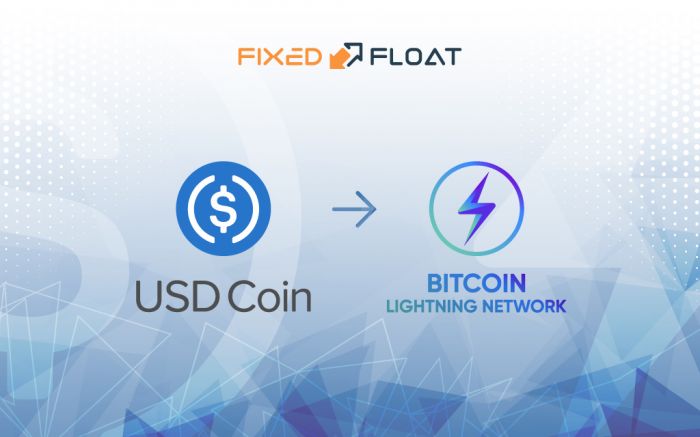 FIXED FLOAT
$
USD Coin
BITCOIN
LIGHTNING NETWORK